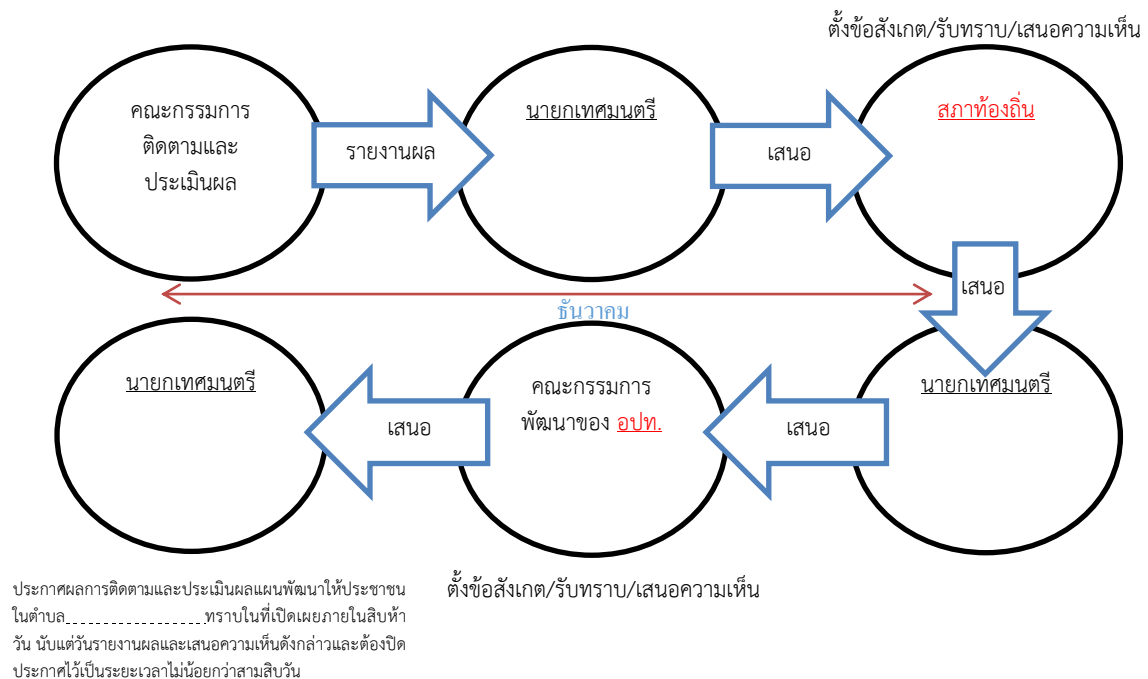 ตั้งข้อสังเกต/รับทราบ/เสนอความเห็น
คณะกรรมการ
ติดตามและ
ประเมินผล
รายงานผล
นายกเทศมนตรี
เสนอ
สภาท้องถิ่น
เสนอ
ธันวาคม
นายกเทศมนตรี
เสนอ
คณะกรรมการ
พัฒนาของ อปท.
เสนอ
นายกเทศมนตรี
ตั้งข้อสังเกต/รับทราบ/เสนอความเห็น
ประกาศผลการติดตามและประเมินผลแผนพัฒนาให้ประชาชน
ในตำบล....................ทราบในที่เปิดเผยภายในสิบห้า
วัน นับแต่วันรายงานผลและเสนอความเห็นดังกล่าวและต้องปิด
ประกาศไว้เป็นระยะเวลาไม่น้อยกว่าสามสิบวัน